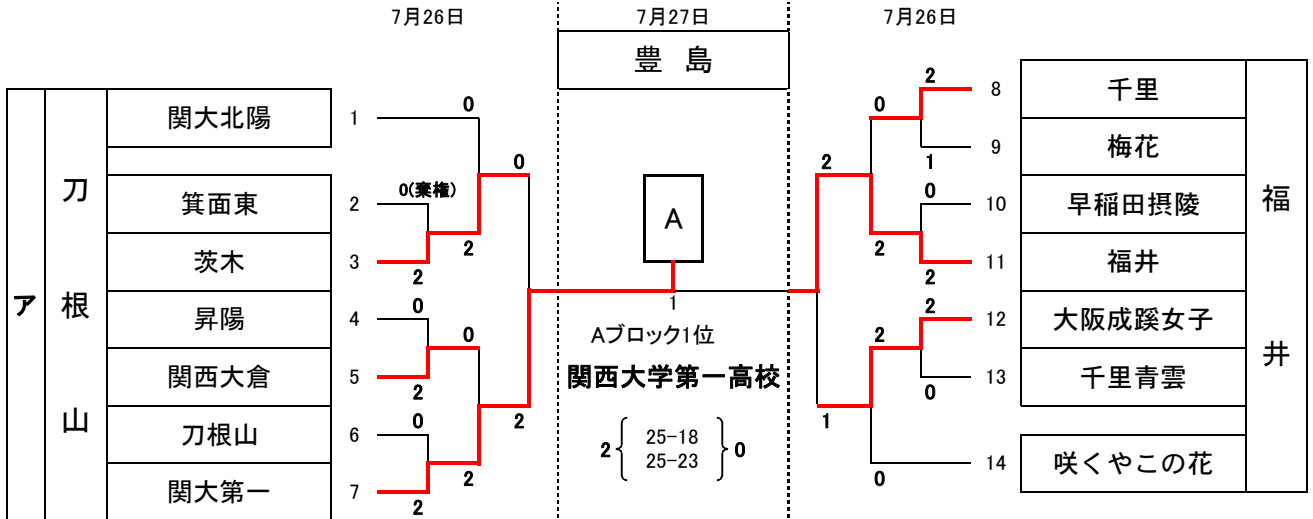 7月26日
7月27日
7月26日
豊島
ア
刀根山
関大北陽 1
箕面東 2
茨木 3
昇陽 4
関西大倉 5
刀根山 6
関大第一 7
0
0(棄権)
2
2
0
0
2
0
0
2
2
2
A
1
Aブロック1位
関西大学第一高校
2 { 25-18 } 0
25-23
2
0
2
1
0
2
2
2
2
0
1
0
8 千里
9 梅花
10 早稲田摂陵
11 福井
12 大阪成蹊女子
13 千里青雲
14 咲くやこの花
福井